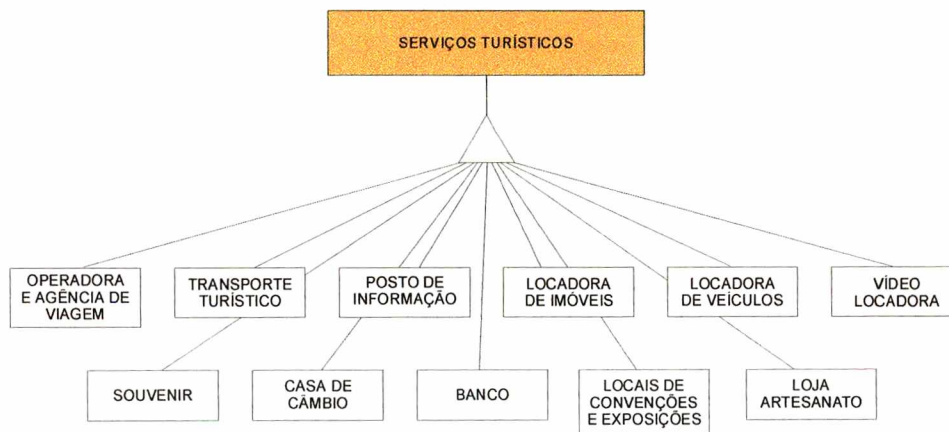 SERVIÇOS TURÍSTICOS
OPERADORA
E AGÊNCIA DE
VIAGEM
TRANSPORTE
TURÍSTICO
POSTO DE
INFORMAÇÃO
LOCADORA
DE IMÓVEIS
LOCADORA
DE VEÍCULOS
VÍDEO
LOCADORA
SOUVENIR
CASA DE
CÂMBIO
BANCO
LOCAIS DE
CONVENÇÕES
E EXPOSIÇÕES
LOJA
ARTESANATO